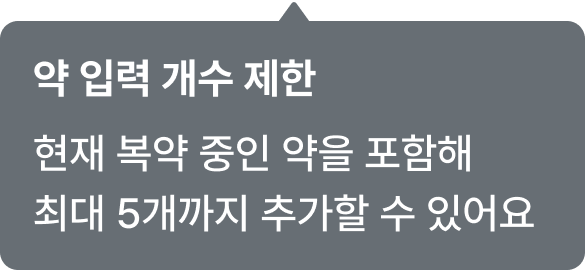 약 입력 개수 제한
현재 복약 중인 약을 포함해
최대 5개까지 추가할 수 있어요